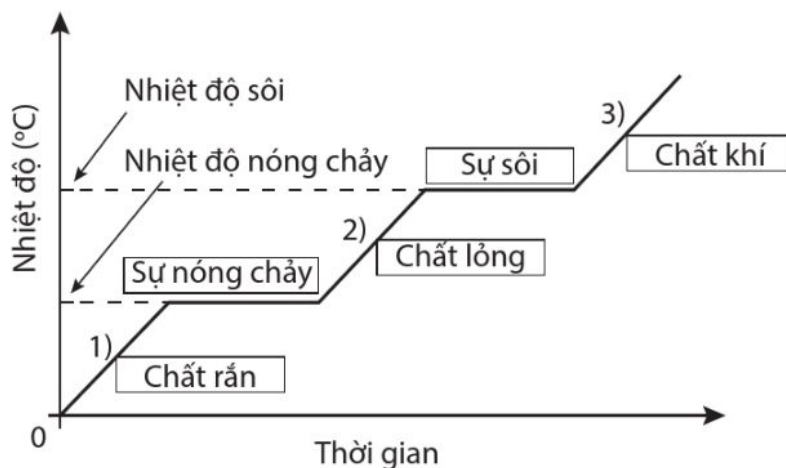 Nhiệt độ sôi
Nhiệt độ nóng chảy
Nhiệt độ (°C)
3)
Chất khí
Sự sôi
2)
Chất lỏng
Sự nóng chảy
1)
Chất rắn
0
Thời gian